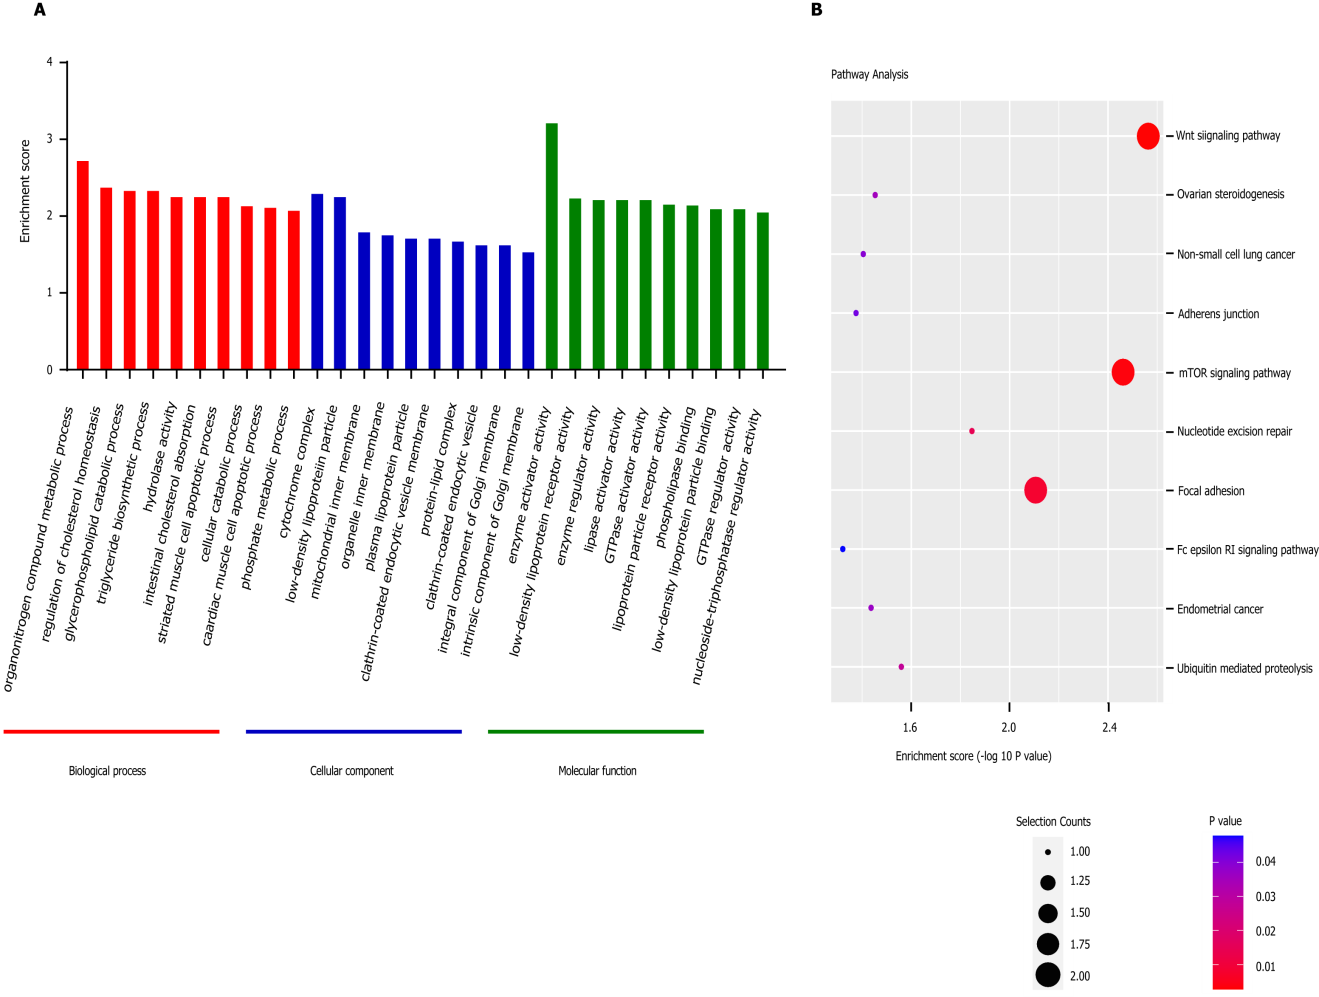 A
Enrichment score
4
3
2
1
0
organonitrogen compound metabolic process
regulation of cholesterol homeostasis
glycerophospholipid catabolic process
triglyceride biosynthetic process
hydrolase activity
intestinal cholesterol absorption
striated muscle cell apoptotic process
cellular catabolic process
caardiac muscle cell apoptotic process
phosphate metabolic process
cytochrome complex
low-density lipoprotein particle
mitochondrial inner membrane
organelle inner membrane
plasma lipoprotein particle
clathrin-coated endocytic vesicle membrane
protein-lipid complex
clathrin-coated endocytic vesicle
integral component of Golgi membrane
intrinsic component of Golgi membrane
enzyme activator activity
low-density lipoprotein receptor activity
enzyme regulator activity
lipase activator activity
GTPase activator activity
lipoprotein particle receptor activity
phospholipase binding
low-density lipoprotein particle binding
GTPase regulator activity
nucleoside-triphosphatase regulator activity
Biological process
Cellular component
Molecular function
B
Pathway Analysis
Wnt siignaling pathway
Ovarian steroidogenesis
Non-small cell lung cancer
Adherens junction
mTOR signaling pathway
Nucleotide excision repair
Focal adhesion
Fc epsilon RI signaling pathway
Endometrial cancer
Ubiquitin mediated proteolysis
1.6
2.0
2.4
Enrichment score (-log 10 P value)
Selection Counts
1.00
1.25
1.50
1.75
2.00
P value
0.04
0.03
0.02
0.01